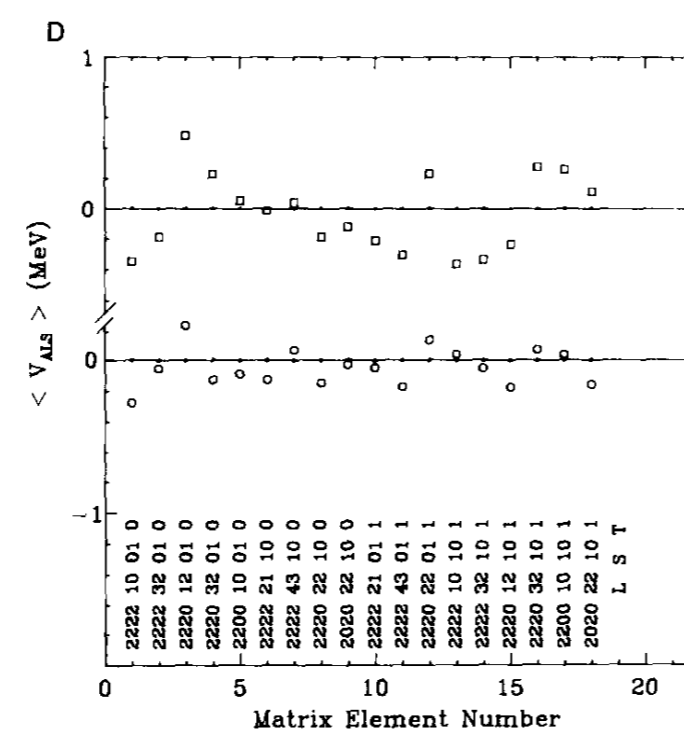 D
1
0
0
−1
< V_ALS > (MeV)
2222 10 01 0
2222 32 01 0
2220 12 01 0
2220 32 01 0
2200 10 01 0
2222 21 10 0
2222 43 10 0
2220 22 10 0
2020 22 10 0
2222 21 01 1
2222 43 01 1
2220 22 01 1
2222 10 10 1
2222 32 10 1
2220 12 10 1
2220 32 10 1
2200 10 10 1
2020 22 10 1
L S T
0 5 10 15 20
Matrix Element Number